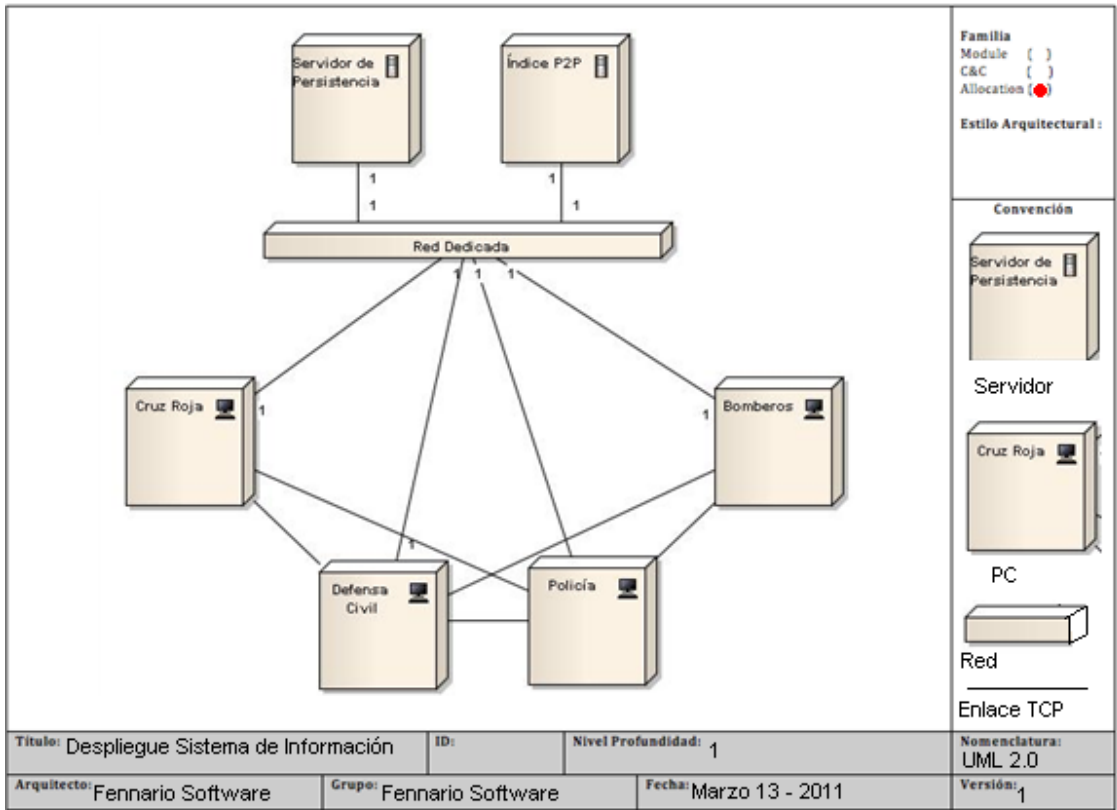 Servidor de
Persistencia
Índice P2P
1
1
1
1
Red Dedicada
1
1
1
Cruz Roja
1
Bomberos
1
1
Defensa
Civil
Policía
Familia
Module ( )
C&C ( )
Allocation ( )
Estilo Arquitectural :
Convención
Servidor de
Persistencia
Servidor
Cruz Roja
PC
Red
Enlace TCP
Título: Despliegue Sistema de Información
ID:
Nivel Profundidad: 1
Nomenclatura:
UML 2.0
Arquitecto: Fennario Software
Grupo: Fennario Software
Fecha: Marzo 13 - 2011
Versión: 1